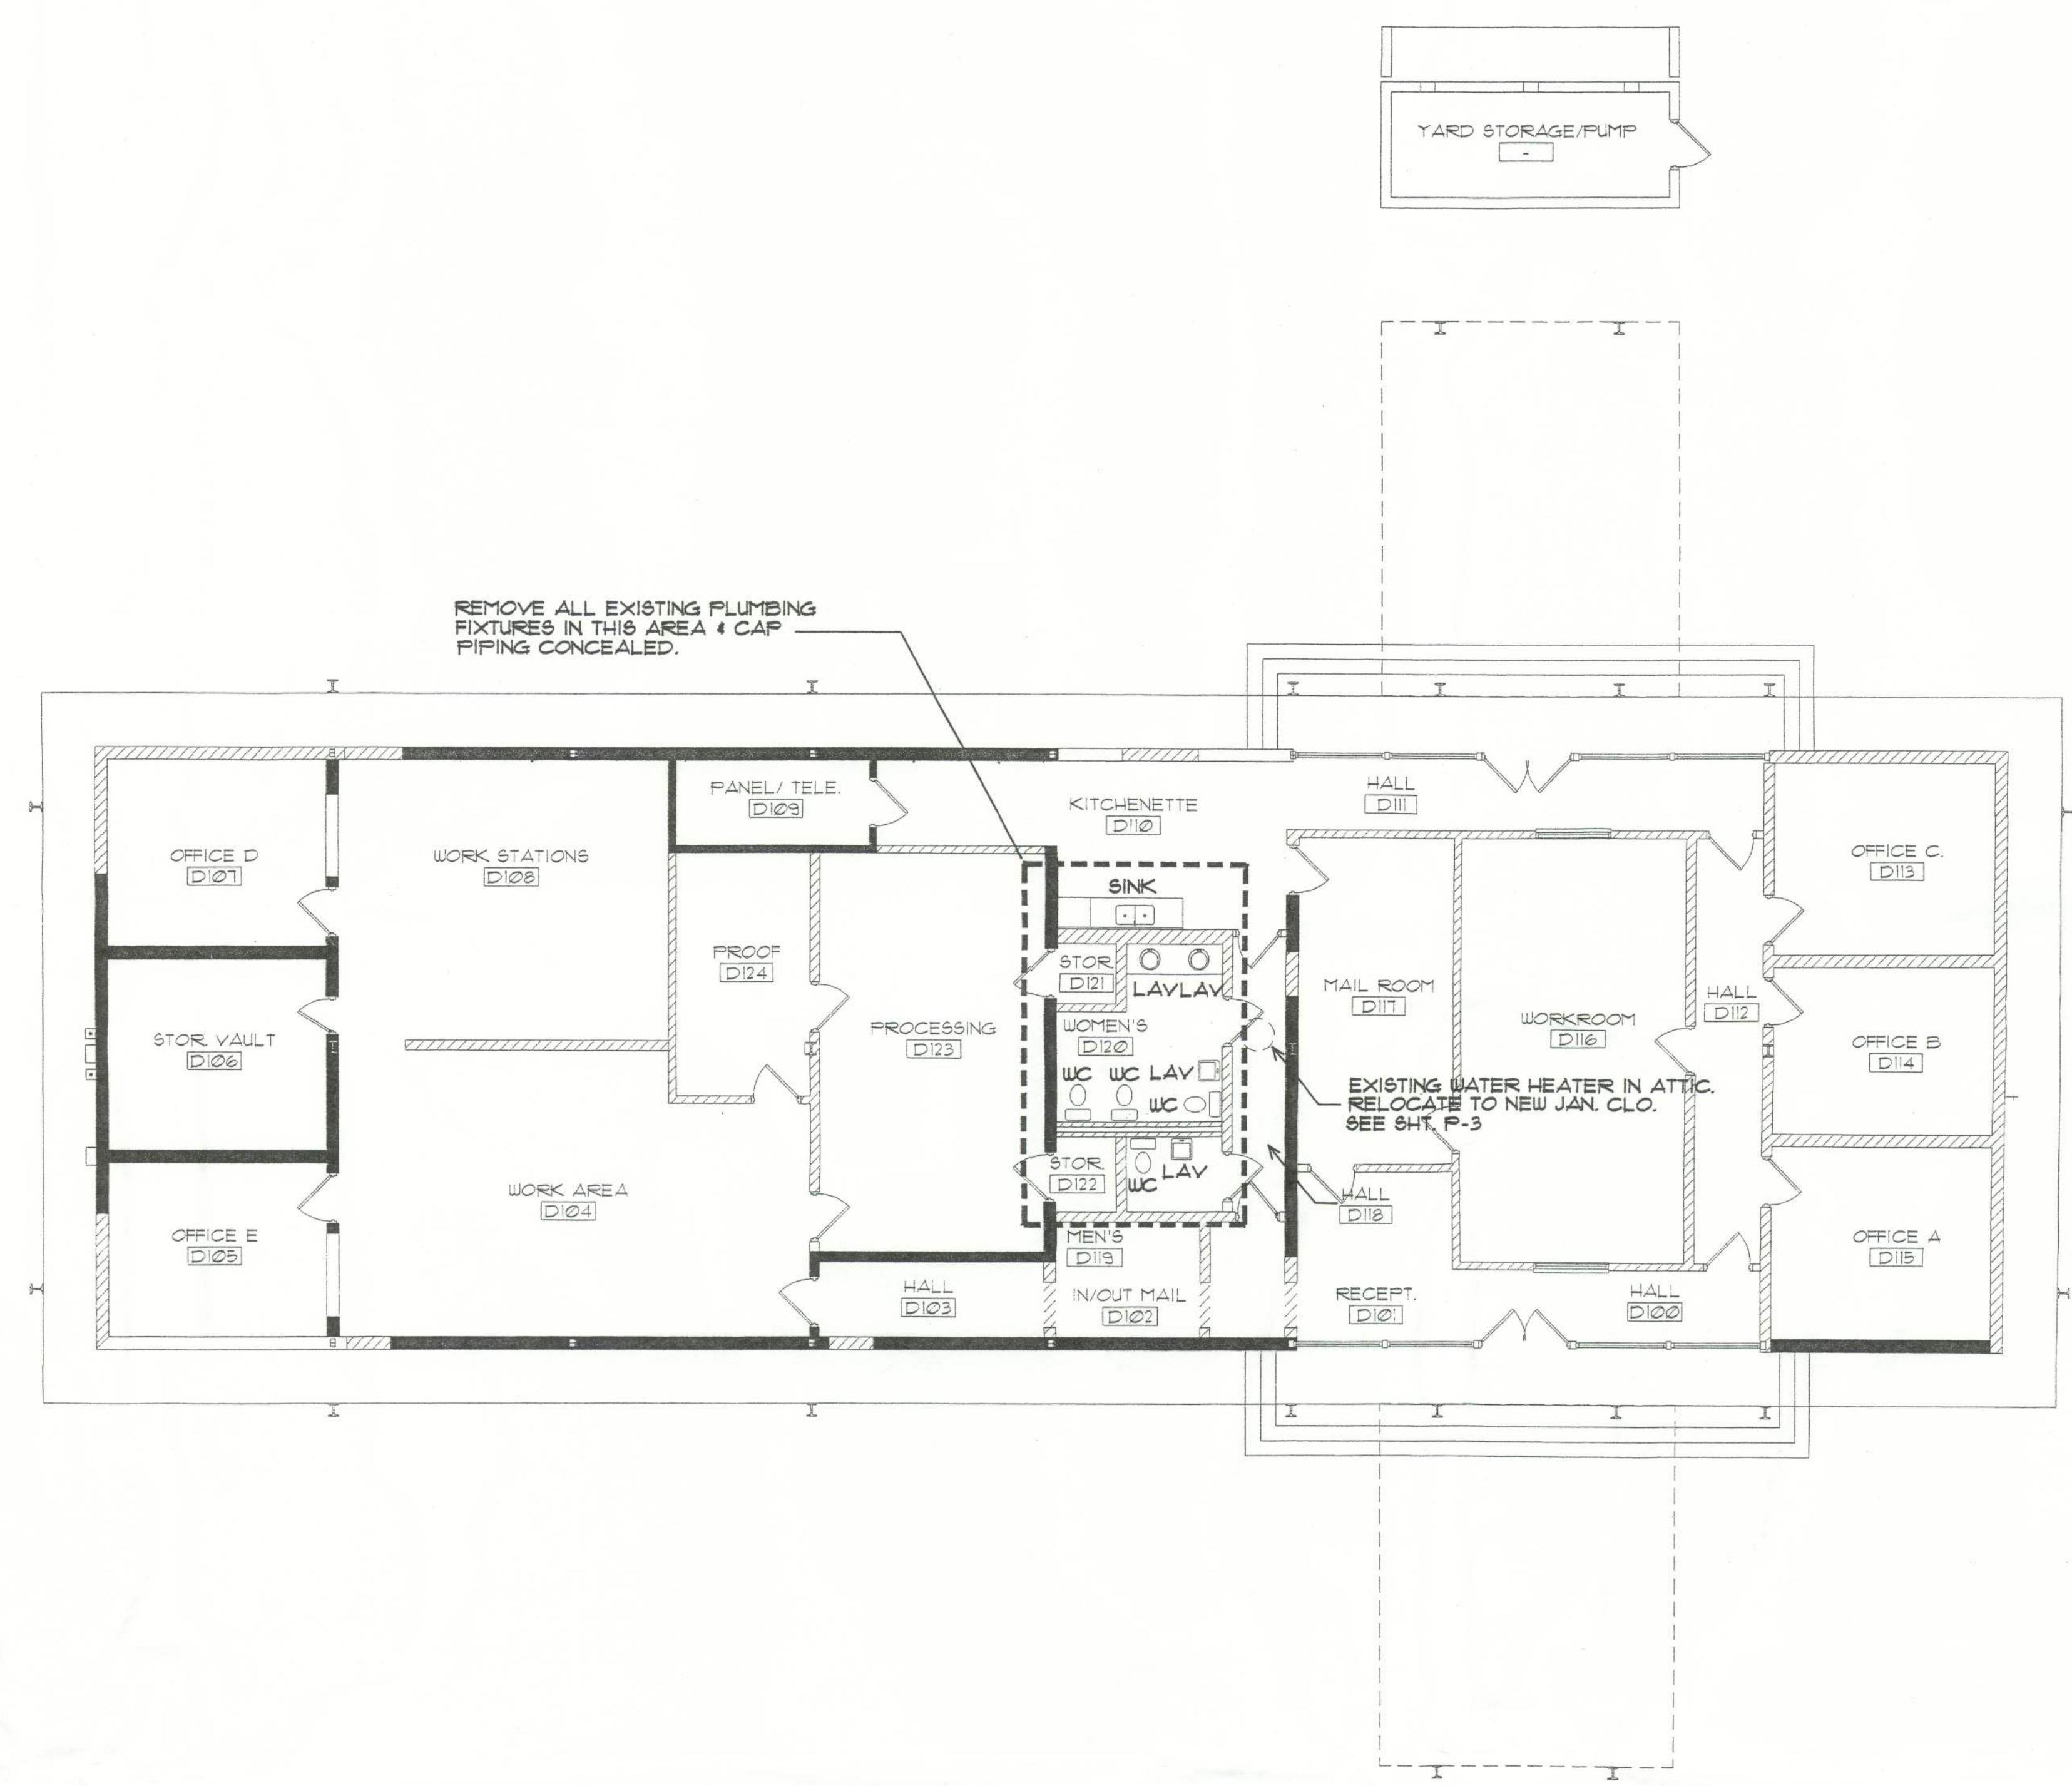 YARD STORAGE/PUMP
-
REMOVE ALL EXISTING PLUMBING
FIXTURES IN THIS AREA & CAP
PIPING CONCEALED.
PANEL/ TELE.
D109
KITCHENETTE
D110
HALL
D111
OFFICE D
D107
WORK STATIONS
D108
OFFICE C.
D113
SINK
PROOF
D124
STOR.
D121
LAV
LAV
MAIL ROOM
D117
HALL
D112
STOR. VAULT
D106
PROCESSING
D123
WOMEN'S
D120
WORKROOM
D116
OFFICE B
D114
WC
WC
LAV
WC
EXISTING WATER HEATER IN ATTIC.
RELOCATE TO NEW JAN. CLO.
SEE SHT. P-3
STOR.
D122
WC
LAV
WORK AREA
D104
HALL
D118
OFFICE E
D105
MEN'S
D119
OFFICE A
D115
HALL
D103
IN/OUT MAIL
D102
RECEPT.
D101
HALL
D100